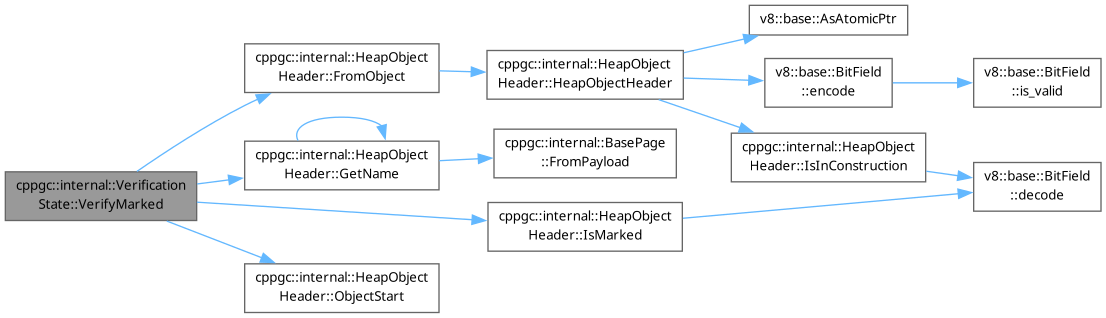 cppgc::internal::Verification
State::VerifyMarked
cppgc::internal::HeapObject
Header::FromObject
cppgc::internal::HeapObject
Header::GetName
cppgc::internal::HeapObject
Header::ObjectStart
cppgc::internal::HeapObject
Header::HeapObjectHeader
cppgc::internal::BasePage
::FromPayload
cppgc::internal::HeapObject
Header::IsMarked
v8::base::AsAtomicPtr
v8::base::BitField
::encode
cppgc::internal::HeapObject
Header::IsInConstruction
v8::base::BitField
::is_valid
v8::base::BitField
::decode